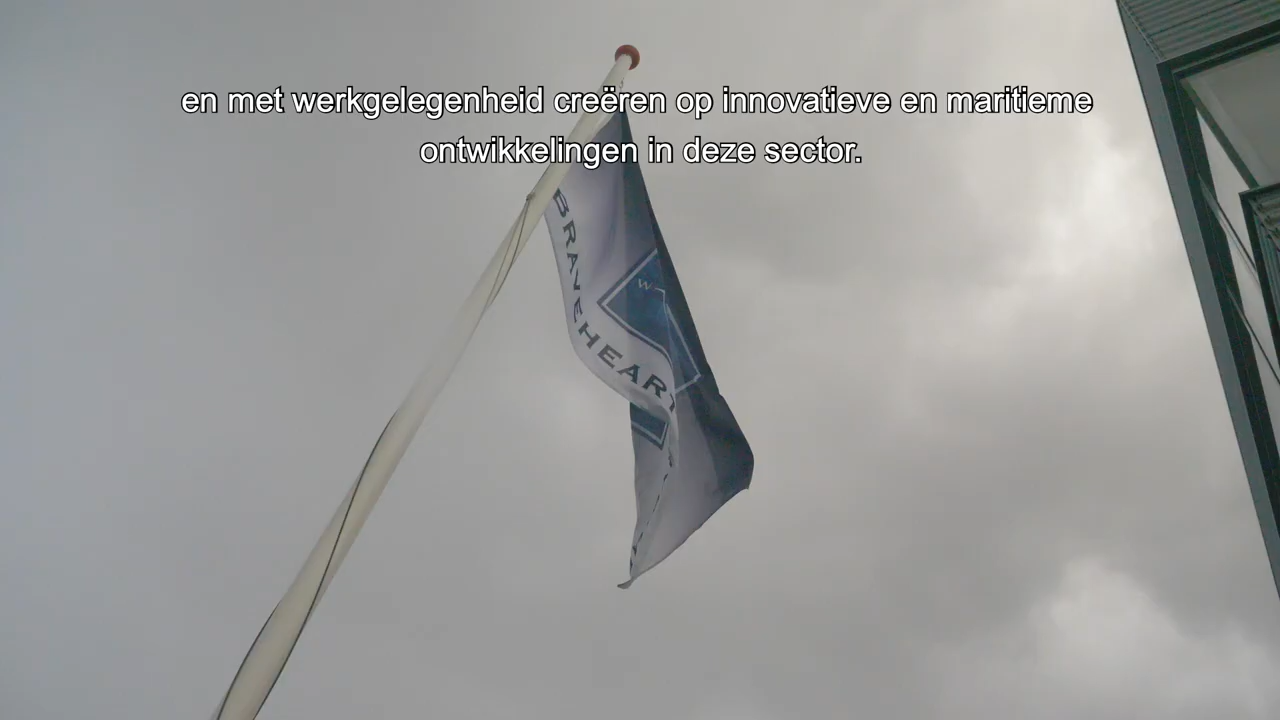 en met werkgelegenheid creëren op innovatieve en maritieme
ontwikkelingen in deze sector.
BRAVEHEART
W